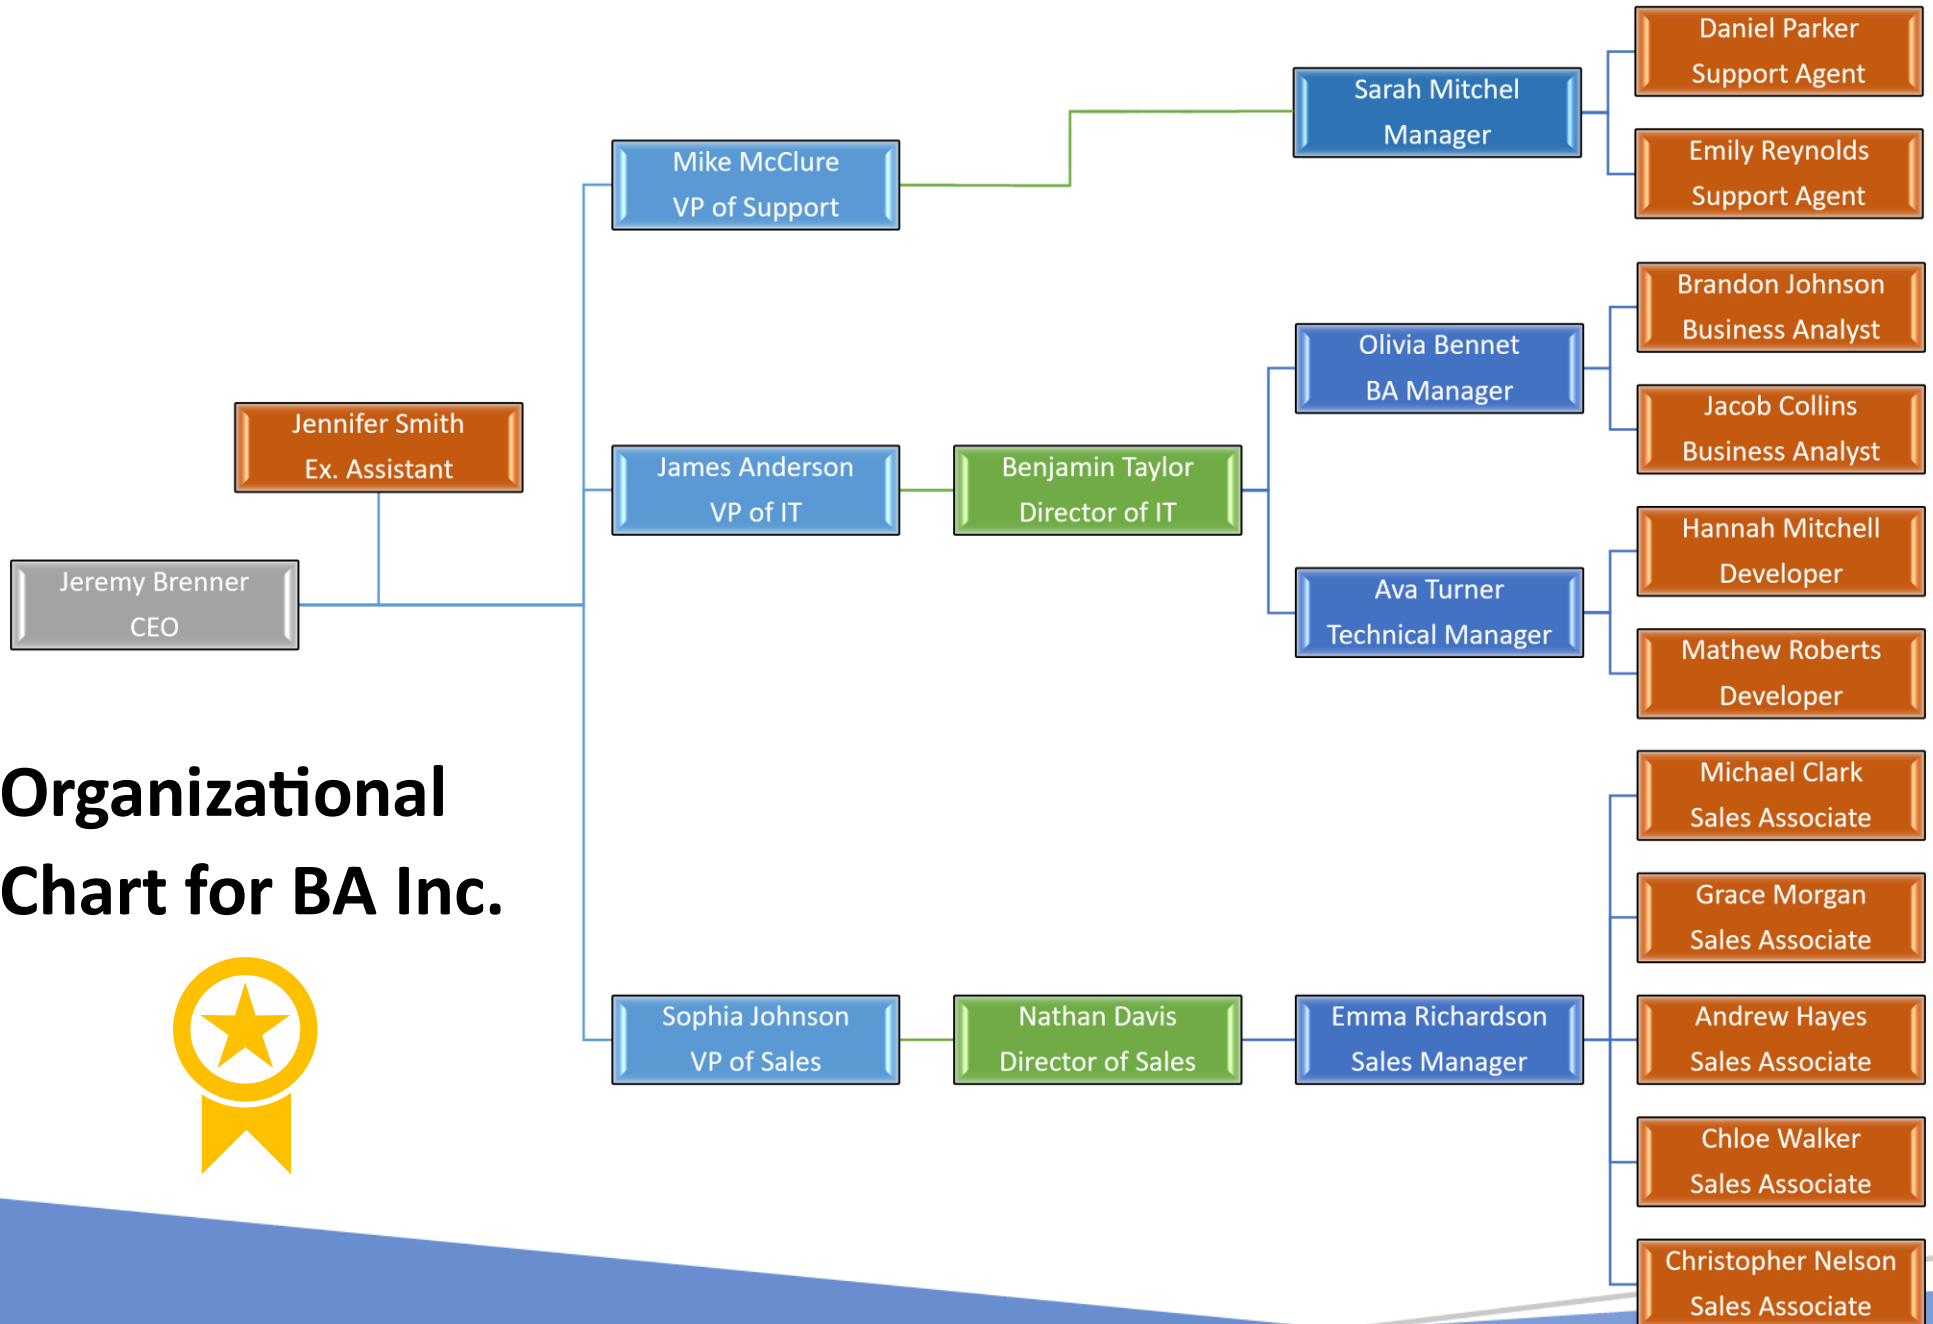 Daniel Parker
Support Agent
Sarah Mitchel
Manager
Emily Reynolds
Support Agent
Mike McClure
VP of Support
Brandon Johnson
Business Analyst
Olivia Bennet
BA Manager
Jacob Collins
Business Analyst
Jennifer Smith
Ex. Assistant
James Anderson
VP of IT
Benjamin Taylor
Director of IT
Hannah Mitchell
Developer
Jeremy Brenner
CEO
Ava Turner
Technical Manager
Mathew Roberts
Developer
Organizational
Chart for BA Inc.
Michael Clark
Sales Associate
Grace Morgan
Sales Associate
Sophia Johnson
VP of Sales
Nathan Davis
Director of Sales
Emma Richardson
Sales Manager
Andrew Hayes
Sales Associate
Chloe Walker
Sales Associate
Christopher Nelson
Sales Associate